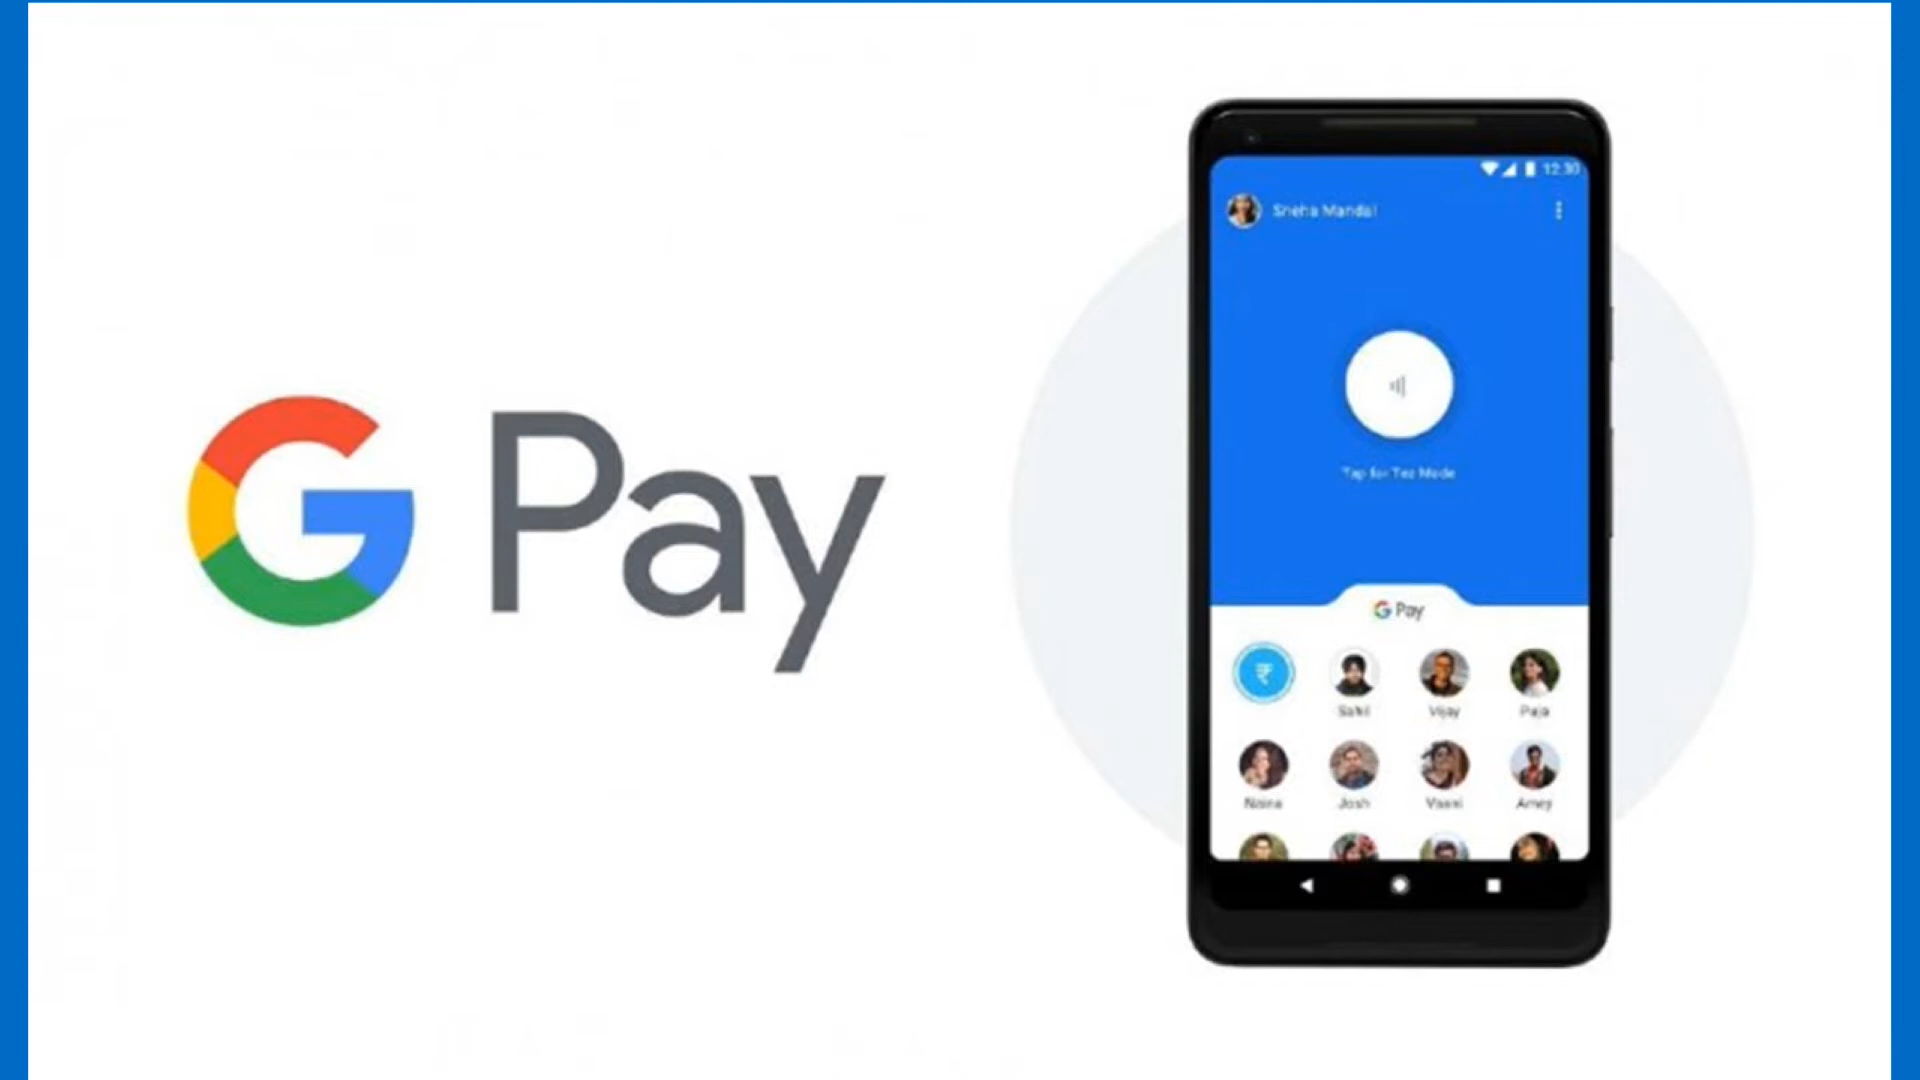 G Pay
12:30
Sneha Mandal
Tap for Tez Mode
G Pay
₹
Sahil Vijay Puja
Naina Josh Vaani Amey